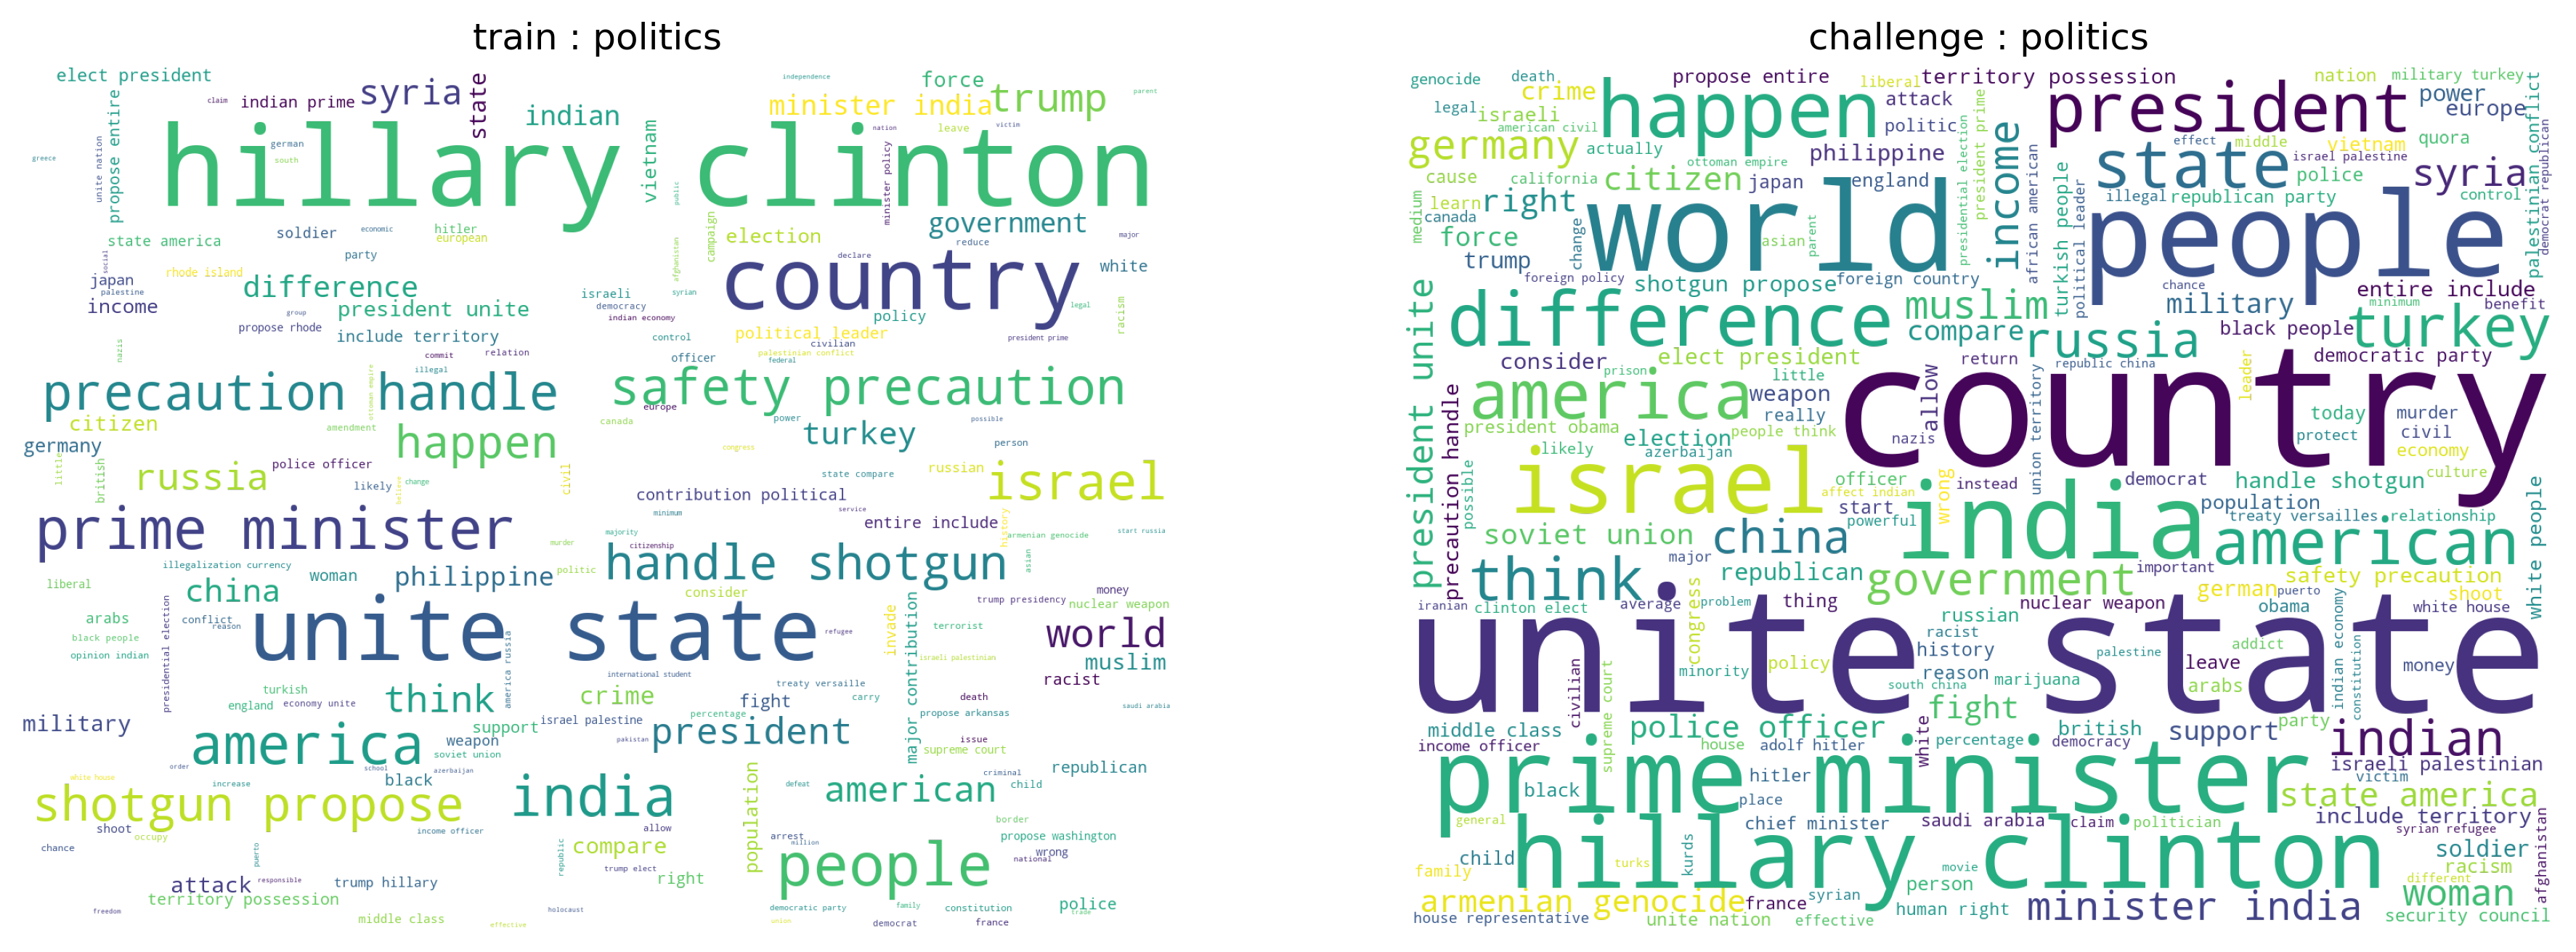 train : politics
elect president
propose entire
claim
indian prime
syria
state
indian
independence
minister india
force
trump
parent
hillary clinton
unite nation
german
south
greece
vietnam
public
leave
nation
victim
minister policy
state america
soldier
hitler
european
economic
party
campaign
election
government
reduce
declare
country
white
major
social
japan
palestine
income
rhode island
difference
president unite
group
propose rhode
include territory
nazis
israeli
democracy
indian economy
afghanistan
syrian
control
policy
political leader
civilian
palestinian conflict
federal
president prime
legal
racism
commit
relation
illegal
officer
precaution handle
ottoman empire
safety precaution
europe
canada
power
possible
citizen
amendment
germany
happen
congress
turkey
person
little
british
russia
police officer
likely
believe
change
civil
state compare
russian
israel
contribution political
minimum
service
entire include
history
start russia
prime minister
majority
citizenship
armenian genocide
murder
asian
illegalization currency
woman
philippine
politic
handle shotgun
liberal
china
consider
trump presidency
money
nuclear weapon
arabs
conflict
reason
unite state
refugee
invade
terrorist
world
black people
opinion indian
presidential election
america russia
israeli palestinian
muslim
racist
international student
turkish
england
economy unite
think
crime
fight
treaty versaille
carry
major contribution
death
propose arkansas
saudi arabia
military
support
israel palestine
percentage
president
issue
supreme court
america
weapon
soviet union
pakistan
order
school
azerbaijan
white house
increase
black
republican
criminal
child
defeat
american
shotgun propose
india
population
border
shoot
occupy
income officer
allow
arrest
million
propose washington
wrong
national
chance
puerto
republic
compare
trump elect
right
people
attack
responsible
trump hillary
territory possession
middle class
freedom
holocaust
effective
democratic party
family
constitution
police
trade
union
democrat
france
challenge : politics
genocide
death
propose entire
liberal
territory possession
nation
military turkey
legal
israeli
crime
american civil
happen
attack
politic
president
power
europe
germany
actually
ottoman empire
philippine
presidential election
president prime
income
state
effect
middle
vietnam
quora
israel palestine
police
syria
palestinian conflict
democrat republican
cause
california
citizen
japan
england
african american
turkish people
political leader
illegal
republican party
control
medium
learn
canada
right
world
asian
parent
people
force
trump
change
foreign policy
shotgun propose
foreign country
muslim
military
chance
entire include
minimum
benefit
president unite
difference
compare
russia
black people
turkey
consider
elect president
return
republic china
democratic party
prison
little
america
weapon
really
allow
country
leader
today
murder
protect
civil
economy
president obama
election
people think
nazis
union territory
precaution handle
possible
likely
azerbaijan
israel
officer
affect indian
instead
start
powerful
wrong
democrat
handle shotgun
culture
population
treaty versailles
relationship
white people
soviet union
china
major
india
american
think
republican
government
important
german
puerto
safety precaution
shoot
iranian
clinton elect
average
problem
congress
thing
nuclear weapon
obama
white house
russian
racist
history
reason
unite state
minority
policy
palestine
leave
addict
money
indian economy
constitution
south china
marijuana
arabs
civilian
middle class
income officer
supreme court
police officer
house
adolf hitler
white
fight
percentage
british
democracy
support
party
indian
israeli palestinian
victim
prime minister
black
hitler
place
state america
general
chief minister
saudi arabia
claim
politician
include territory
syrian refugee
hillary clinton
child
family
turks
kurds
movie
soldier
racism
different
afghanistan
armenian genocide
france
syrian
person
human right
woman
house representative
unite nation
effective
minister india
security council